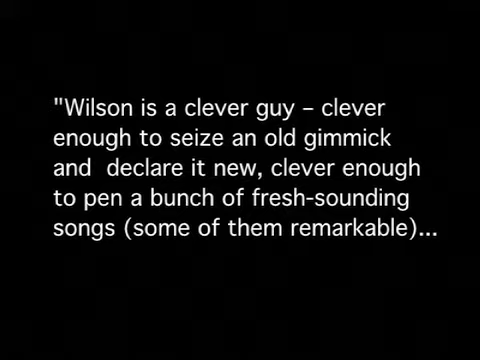 "Wilson is a clever guy – clever
enough to seize an old gimmick
and  declare it new, clever enough
to pen a bunch of fresh-sounding
songs (some of them remarkable)...